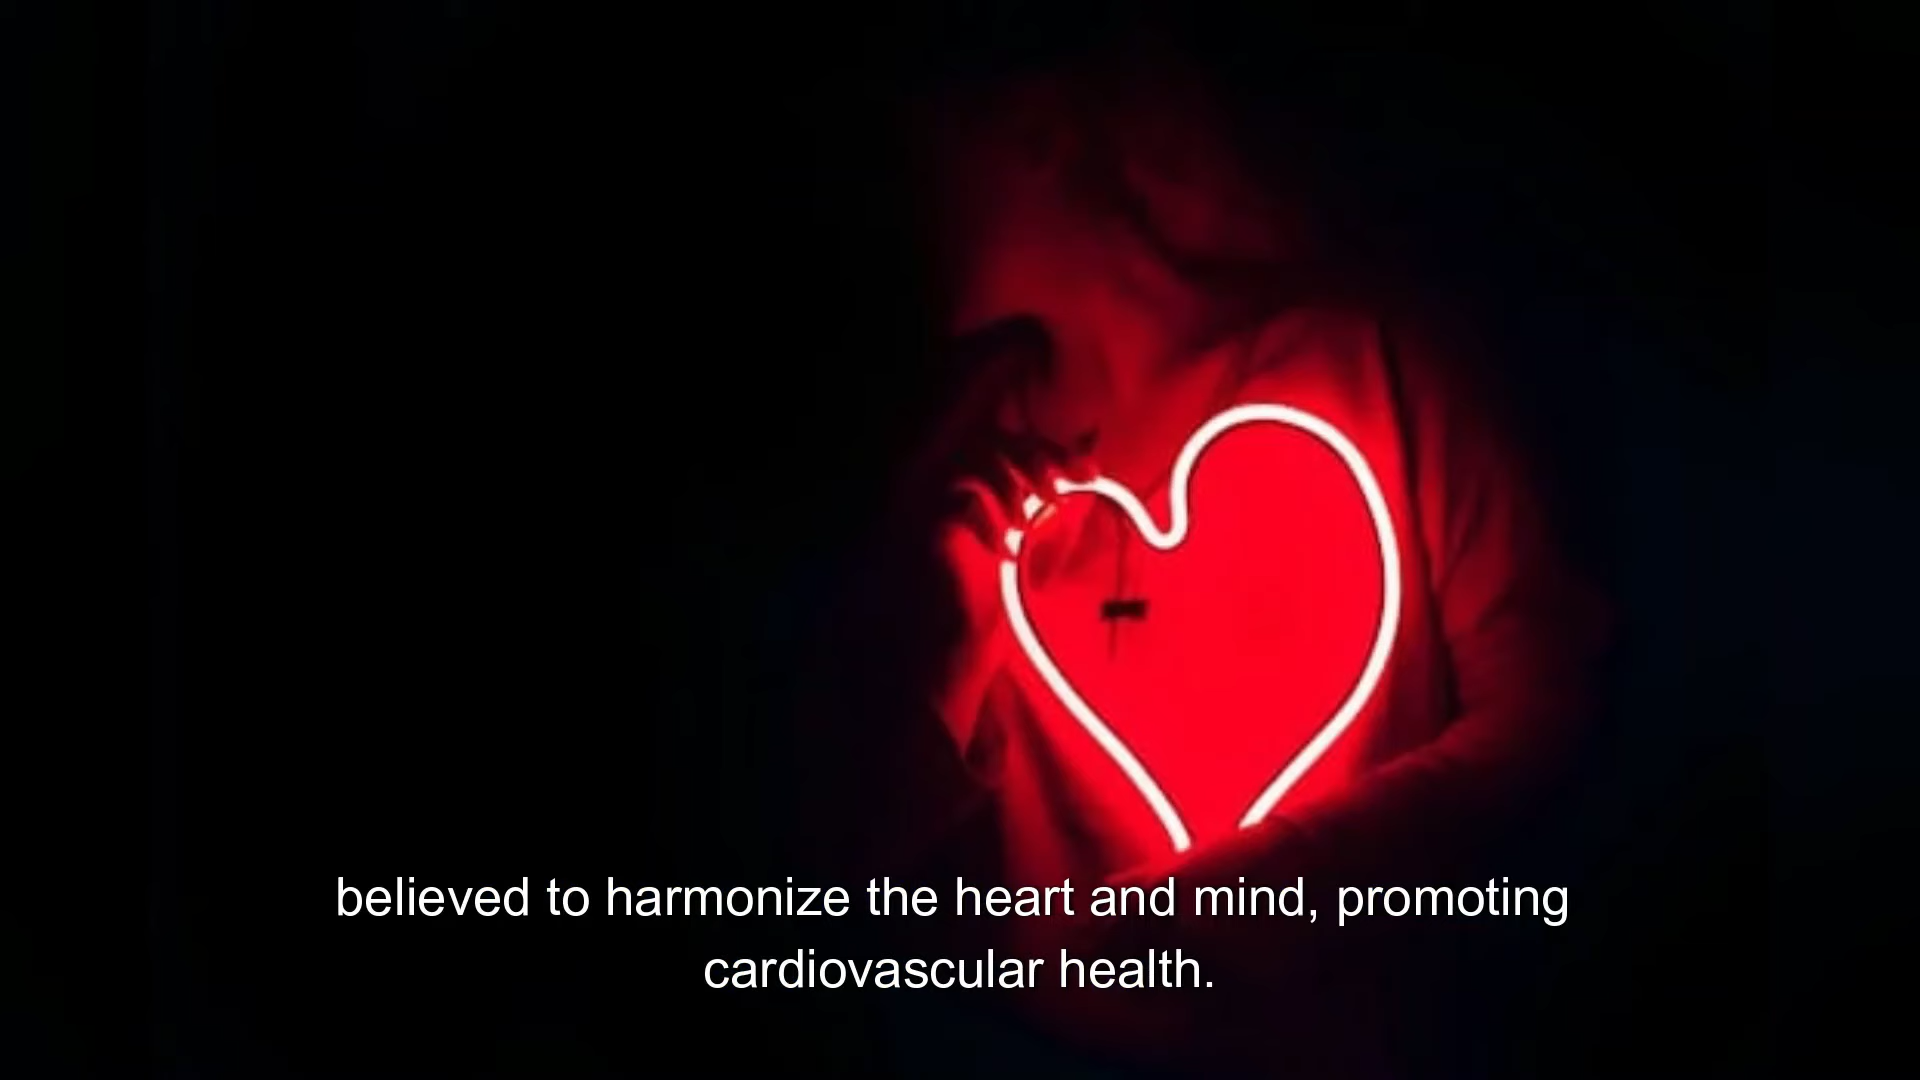 believed to harmonize the heart and mind, promoting
cardiovascular health.